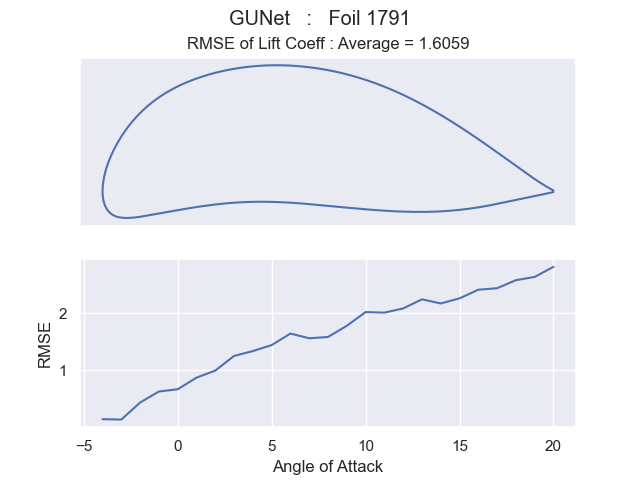 GUNet : Foil 1791
RMSE of Lift Coeff : Average = 1.6059
2
1
RMSE
−5 0 5 10 15 20
Angle of Attack